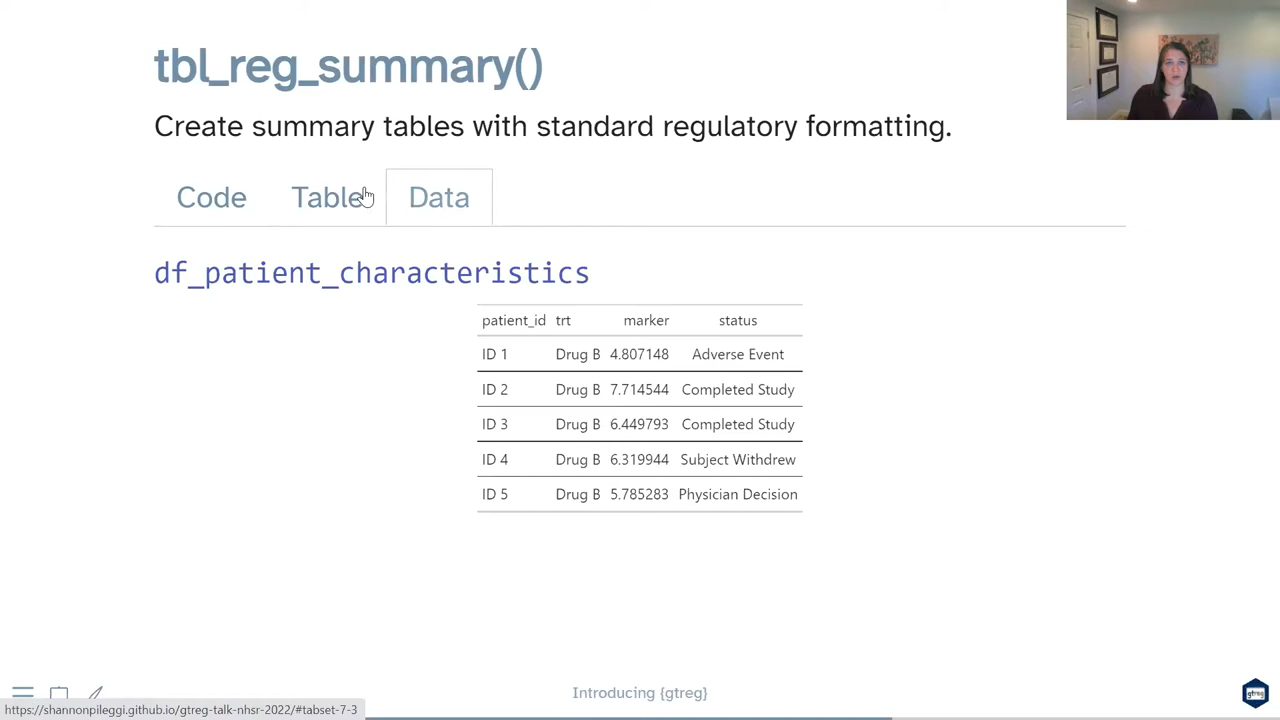 tbl_reg_summary()
Create summary tables with standard regulatory formatting.
Code Table Data
df_patient_characteristics
patient_id trt marker status
ID 1 Drug B 4.807148 Adverse Event
ID 2 Drug B 7.714544 Completed Study
ID 3 Drug B 6.449793 Completed Study
ID 4 Drug B 6.319944 Subject Withdrew
ID 5 Drug B 5.785283 Physician Decision
Introducing {gtreg}
gtreg
https://shannonpileggi.github.io/gtreg-talk-nhsr-2022/#tabset-7-3